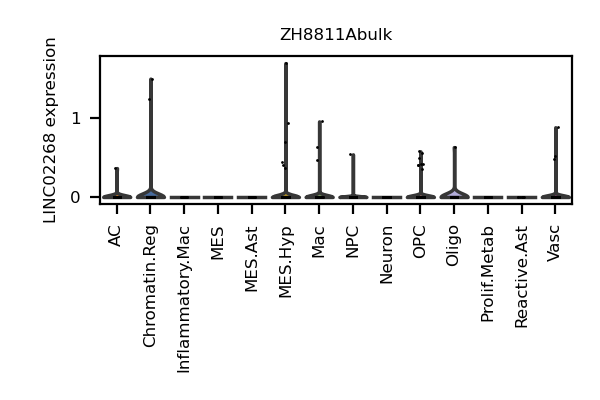 ZH8811Abulk
LINC02268 expression
1
0
AC
Chromatin.Reg
Inflammatory.Mac
MES
MES.Ast
MES.Hyp
Mac
NPC
Neuron
OPC
Oligo
Prolif.Metab
Reactive.Ast
Vasc